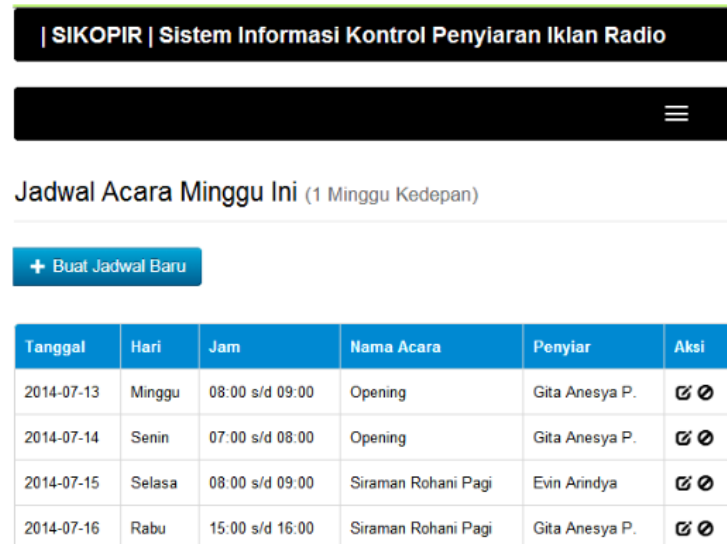 | SIKOPIR | Sistem Informasi Kontrol Penyiaran Iklan Radio
Jadwal Acara Minggu Ini (1 Minggu Kedepan)
+ Buat Jadwal Baru
Tanggal Hari Jam Nama Acara Penyiar Aksi
2014-07-13 Minggu 08:00 s/d 09:00 Opening Gita Anesya P.
2014-07-14 Senin 07:00 s/d 08:00 Opening Gita Anesya P.
2014-07-15 Selasa 08:00 s/d 09:00 Siraman Rohani Pagi Evin Arindya
2014-07-16 Rabu 15:00 s/d 16:00 Siraman Rohani Pagi Gita Anesya P.